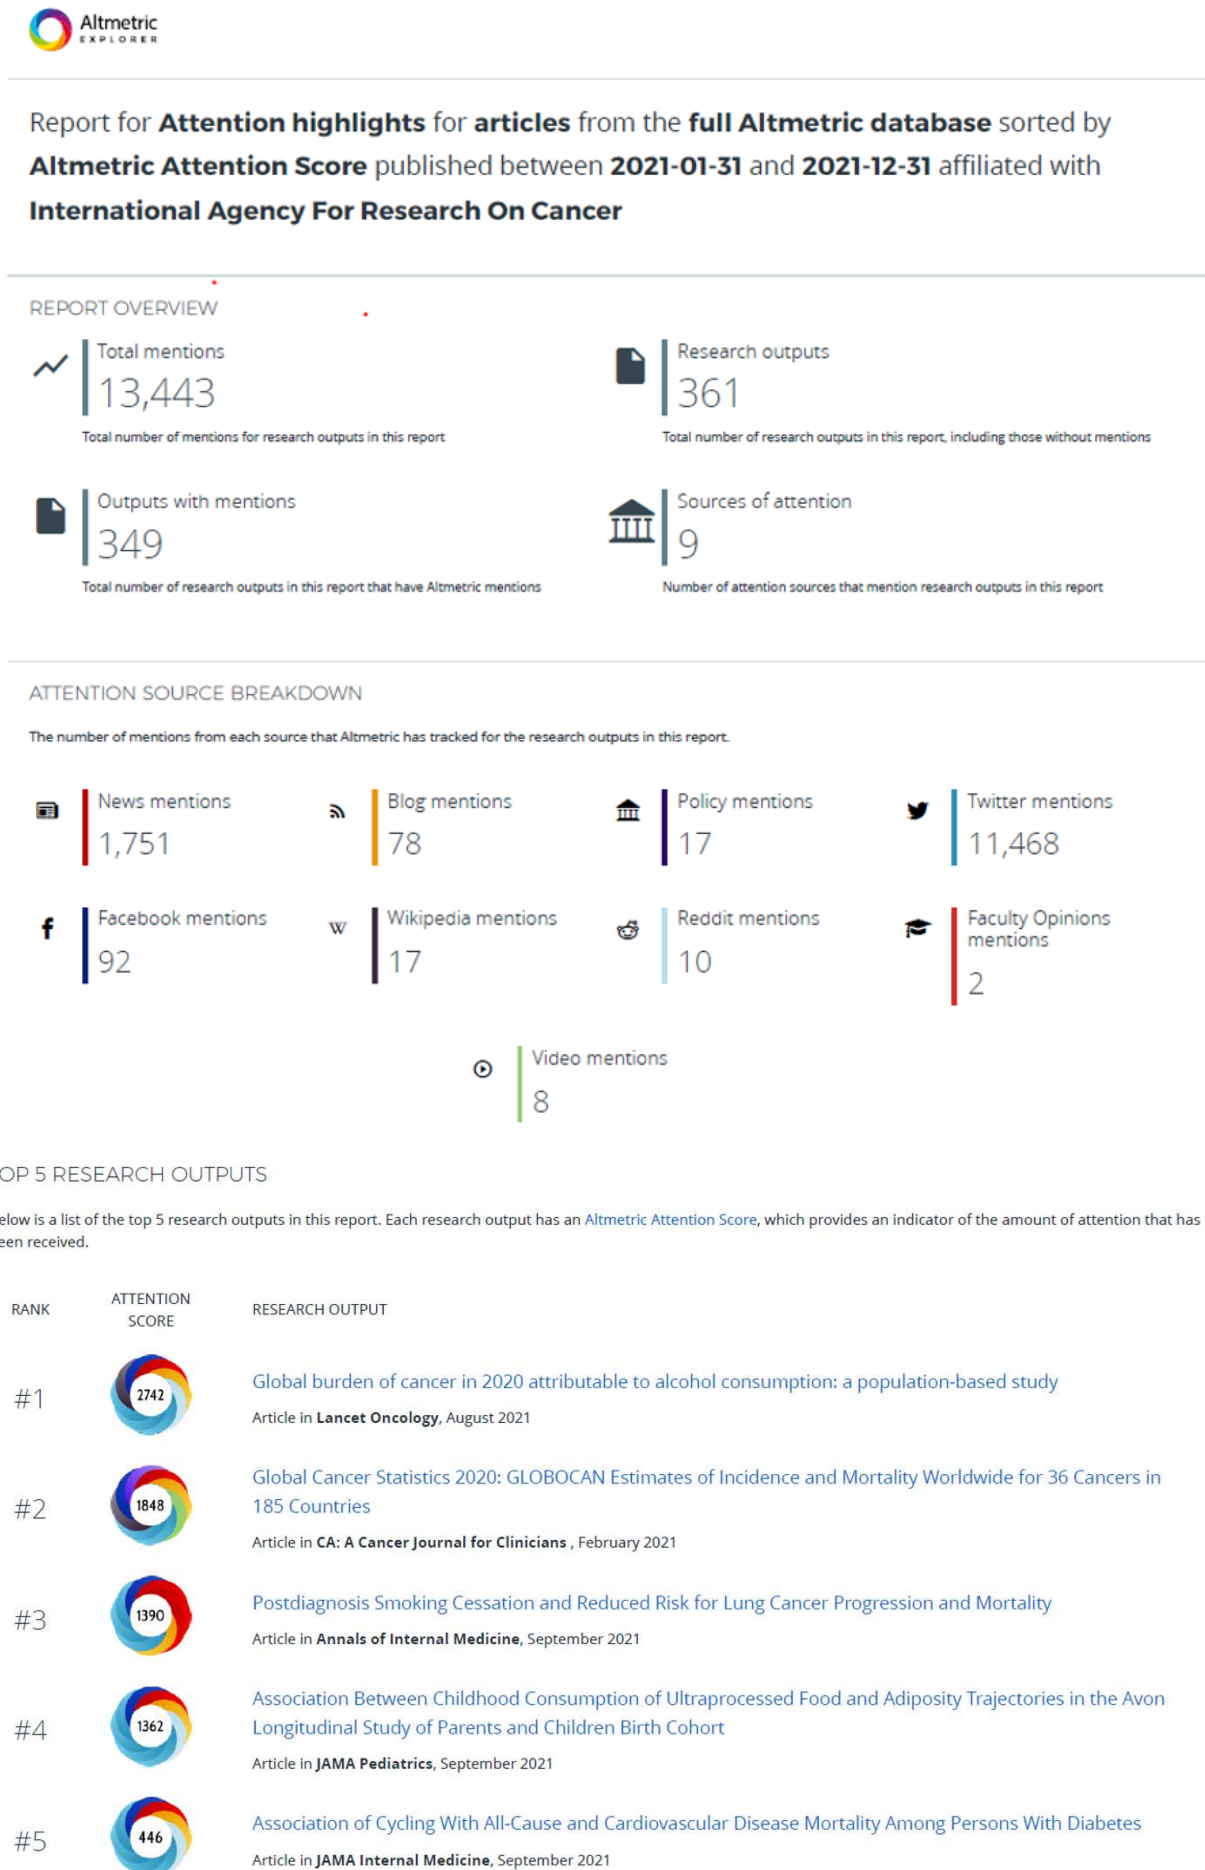 Altmetric
EXPLORER
Report for Attention highlights for articles from the full Altmetric database sorted by
Altmetric Attention Score published between 2021-01-31 and 2021-12-31 affiliated with
International Agency For Research On Cancer
REPORT OVERVIEW
Total mentions
13,443
Total number of mentions for research outputs in this report
Research outputs
361
Total number of research outputs in this report, including those without mentions
Outputs with mentions
349
Total number of research outputs in this report that have Altmetric mentions
Sources of attention
9
Number of attention sources that mention research outputs in this report
ATTENTION SOURCE BREAKDOWN
The number of mentions from each source that Altmetric has tracked for the research outputs in this report.
News mentions
1,751
Blog mentions
78
Policy mentions
17
Twitter mentions
11,468
f
Facebook mentions
92
W
Wikipedia mentions
17
Reddit mentions
10
Faculty Opinions
mentions
2
Video mentions
8
OP 5 RESEARCH OUTPUTS
elow is a list of the top 5 research outputs in this report. Each research output has an Altmetric Attention Score, which provides an indicator of the amount of attention that has
een received.
RANK
ATTENTION
SCORE
RESEARCH OUTPUT
#1
2742
Global burden of cancer in 2020 attributable to alcohol consumption: a population-based study
Article in Lancet Oncology, August 2021
#2
1848
Global Cancer Statistics 2020: GLOBOCAN Estimates of Incidence and Mortality Worldwide for 36 Cancers in
185 Countries
Article in CA: A Cancer Journal for Clinicians , February 2021
#3
1390
Postdiagnosis Smoking Cessation and Reduced Risk for Lung Cancer Progression and Mortality
Article in Annals of Internal Medicine, September 2021
#4
1362
Association Between Childhood Consumption of Ultraprocessed Food and Adiposity Trajectories in the Avon
Longitudinal Study of Parents and Children Birth Cohort
Article in JAMA Pediatrics, September 2021
#5
446
Association of Cycling With All-Cause and Cardiovascular Disease Mortality Among Persons With Diabetes
Article in JAMA Internal Medicine, September 2021